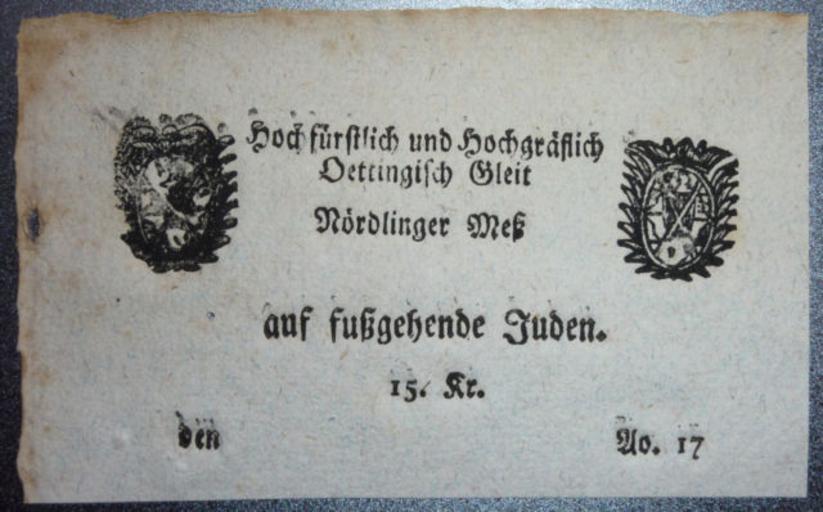 Hochfürstlich und Hochgräflich
Oettingisch Gleit
Nördlinger Meß
auf fußgehende Juden.
15. Kr.
den Ao. 17